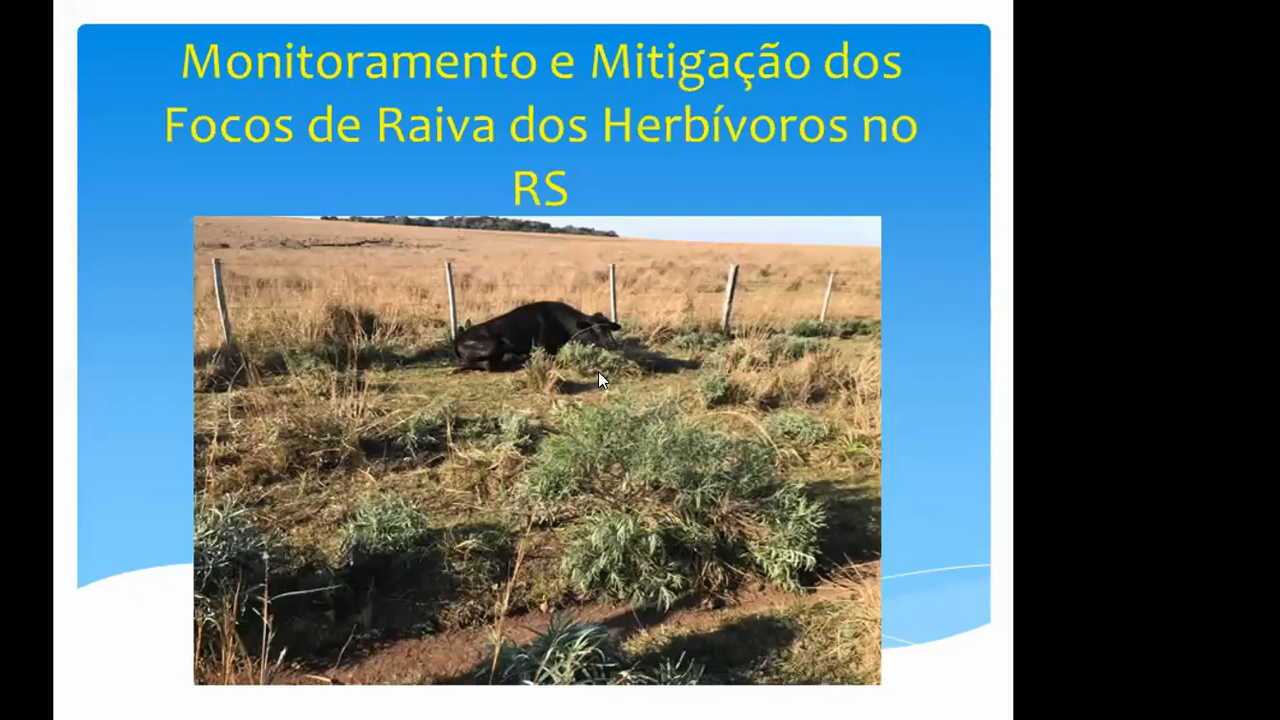 Monitoramento e Mitigação dos
Focos de Raiva dos Herbívoros no
RS